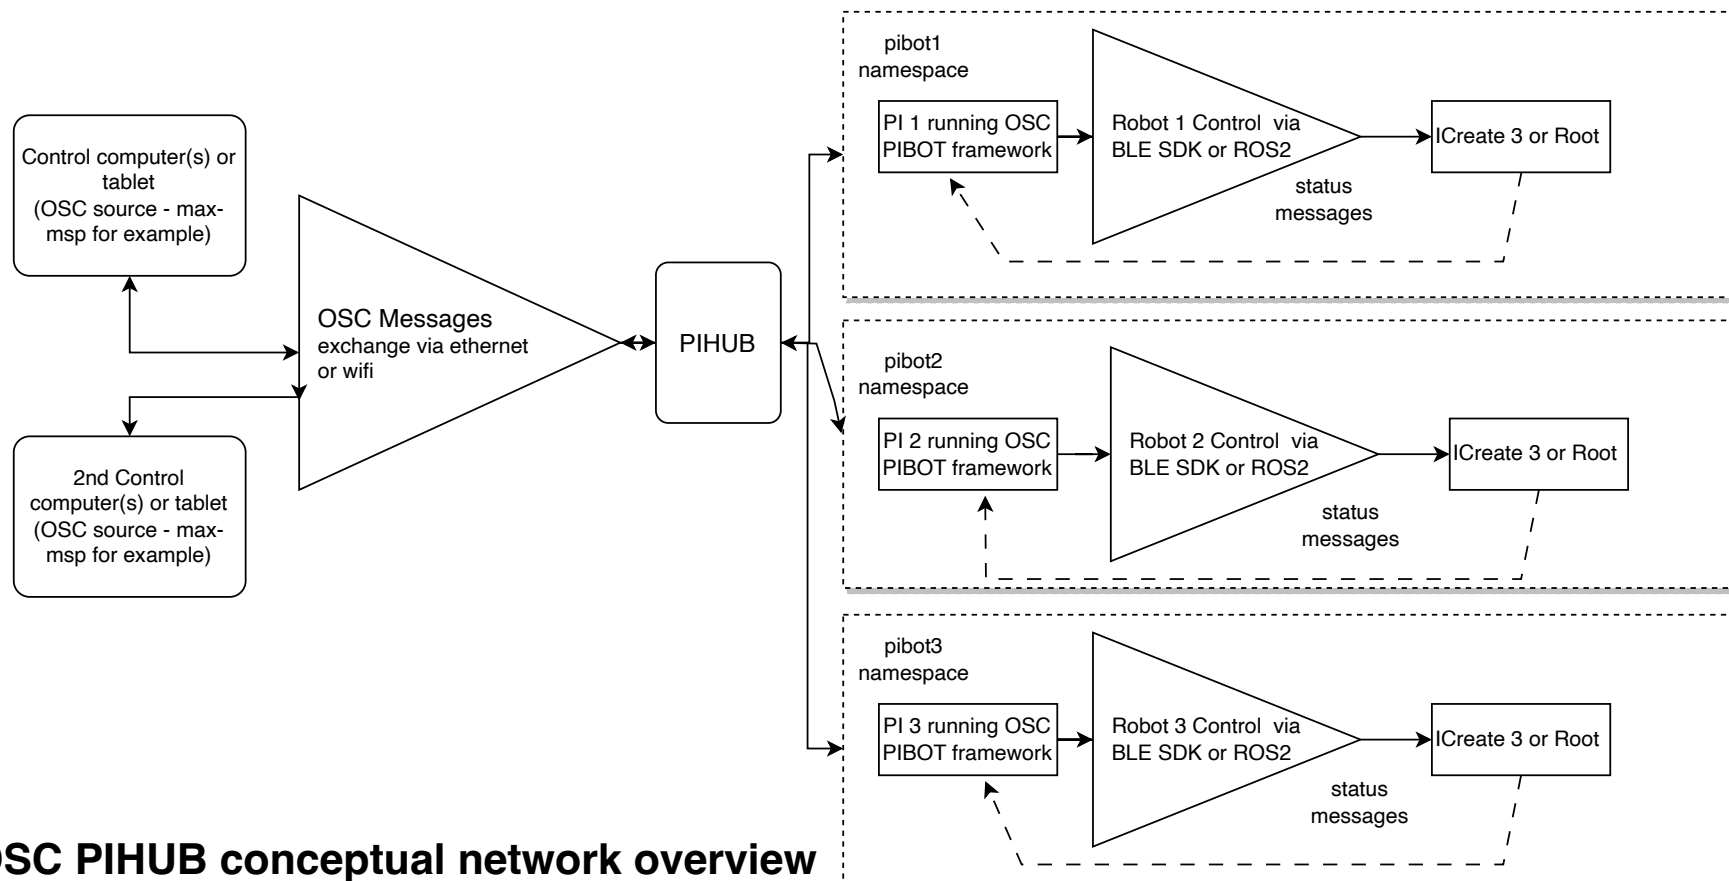 Control computer(s) or
tablet
(OSC source - max-
msp for example)
2nd Control
computer(s) or tablet
(OSC source - max-
msp for example)
OSC Messages
exchange via ethernet
or wifi
PIHUB
pibot1
namespace
PI 1 running OSC
PIBOT framework
Robot 1 Control via
BLE SDK or ROS2
ICreate 3 or Root
status
messages
pibot2
namespace
PI 2 running OSC
PIBOT framework
Robot 2 Control via
BLE SDK or ROS2
ICreate 3 or Root
status
messages
pibot3
namespace
PI 3 running OSC
PIBOT framework
Robot 3 Control via
BLE SDK or ROS2
ICreate 3 or Root
status
messages
OSC PIHUB conceptual network overview